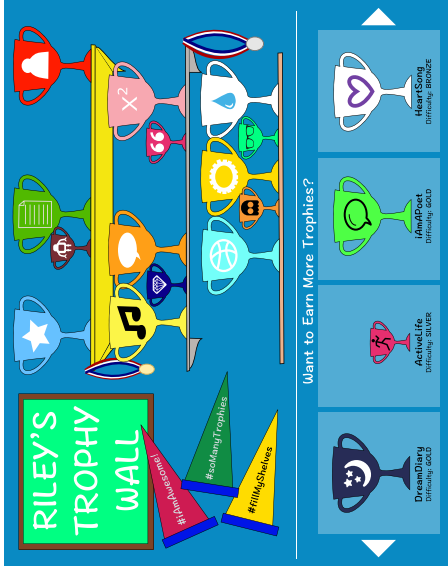 RILEY'S
TROPHY
WALL
#iAmAwesome!
#soManyTrophies
#fillMyShelves
X²
Want to Earn More Trophies?
DreamDiary
Difficulty: GOLD
ActiveLife
Difficulty: SILVER
iAmAPoet
Difficulty: GOLD
HeartSong
Difficulty: BRONZE